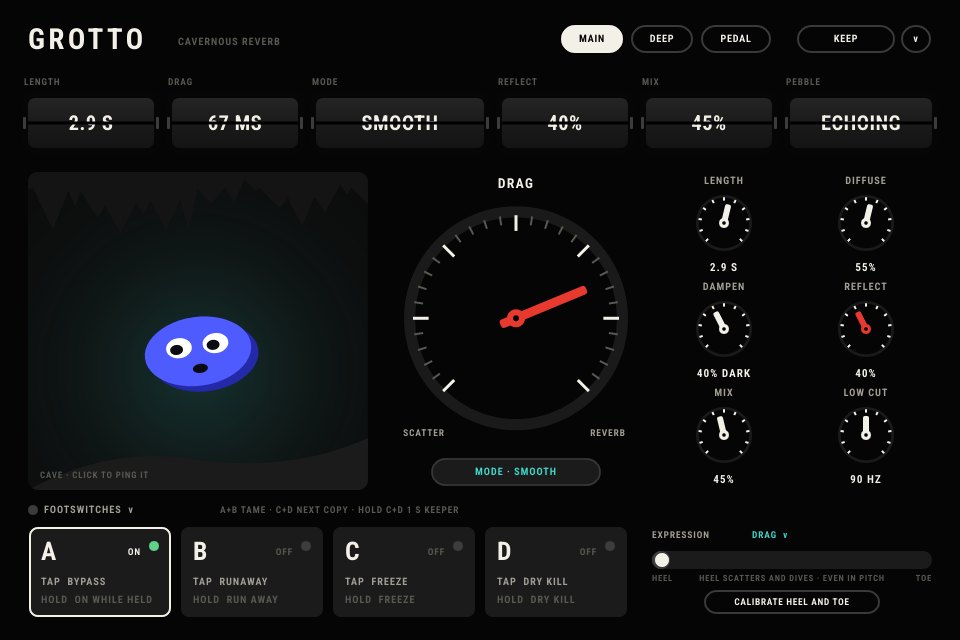 GROTTO
CAVERNOUS REVERB
MAIN
DEEP
PEDAL
KEEP
LENGTH
DRAG
MODE
REFLECT
MIX
PEBBLE
2.9 S
67 MS
SMOOTH
40%
45%
ECHOING
DRAG
SCATTER
REVERB
MODE · SMOOTH
LENGTH
DIFFUSE
2.9 S
55%
DAMPEN
REFLECT
40% DARK
40%
MIX
LOW CUT
45%
90 HZ
CAVE · CLICK TO PING IT
FOOTSWITCHES
A+B TAME · C+D NEXT COPY · HOLD C+D 1 S KEEPER
A
ON
TAP BYPASS
HOLD ON WHILE HELD
B
OFF
TAP RUNAWAY
HOLD RUN AWAY
C
OFF
TAP FREEZE
HOLD FREEZE
D
OFF
TAP DRY KILL
HOLD DRY KILL
EXPRESSION
DRAG
HEEL
HEEL SCATTERS AND DIVES · EVEN IN PITCH
TOE
CALIBRATE HEEL AND TOE